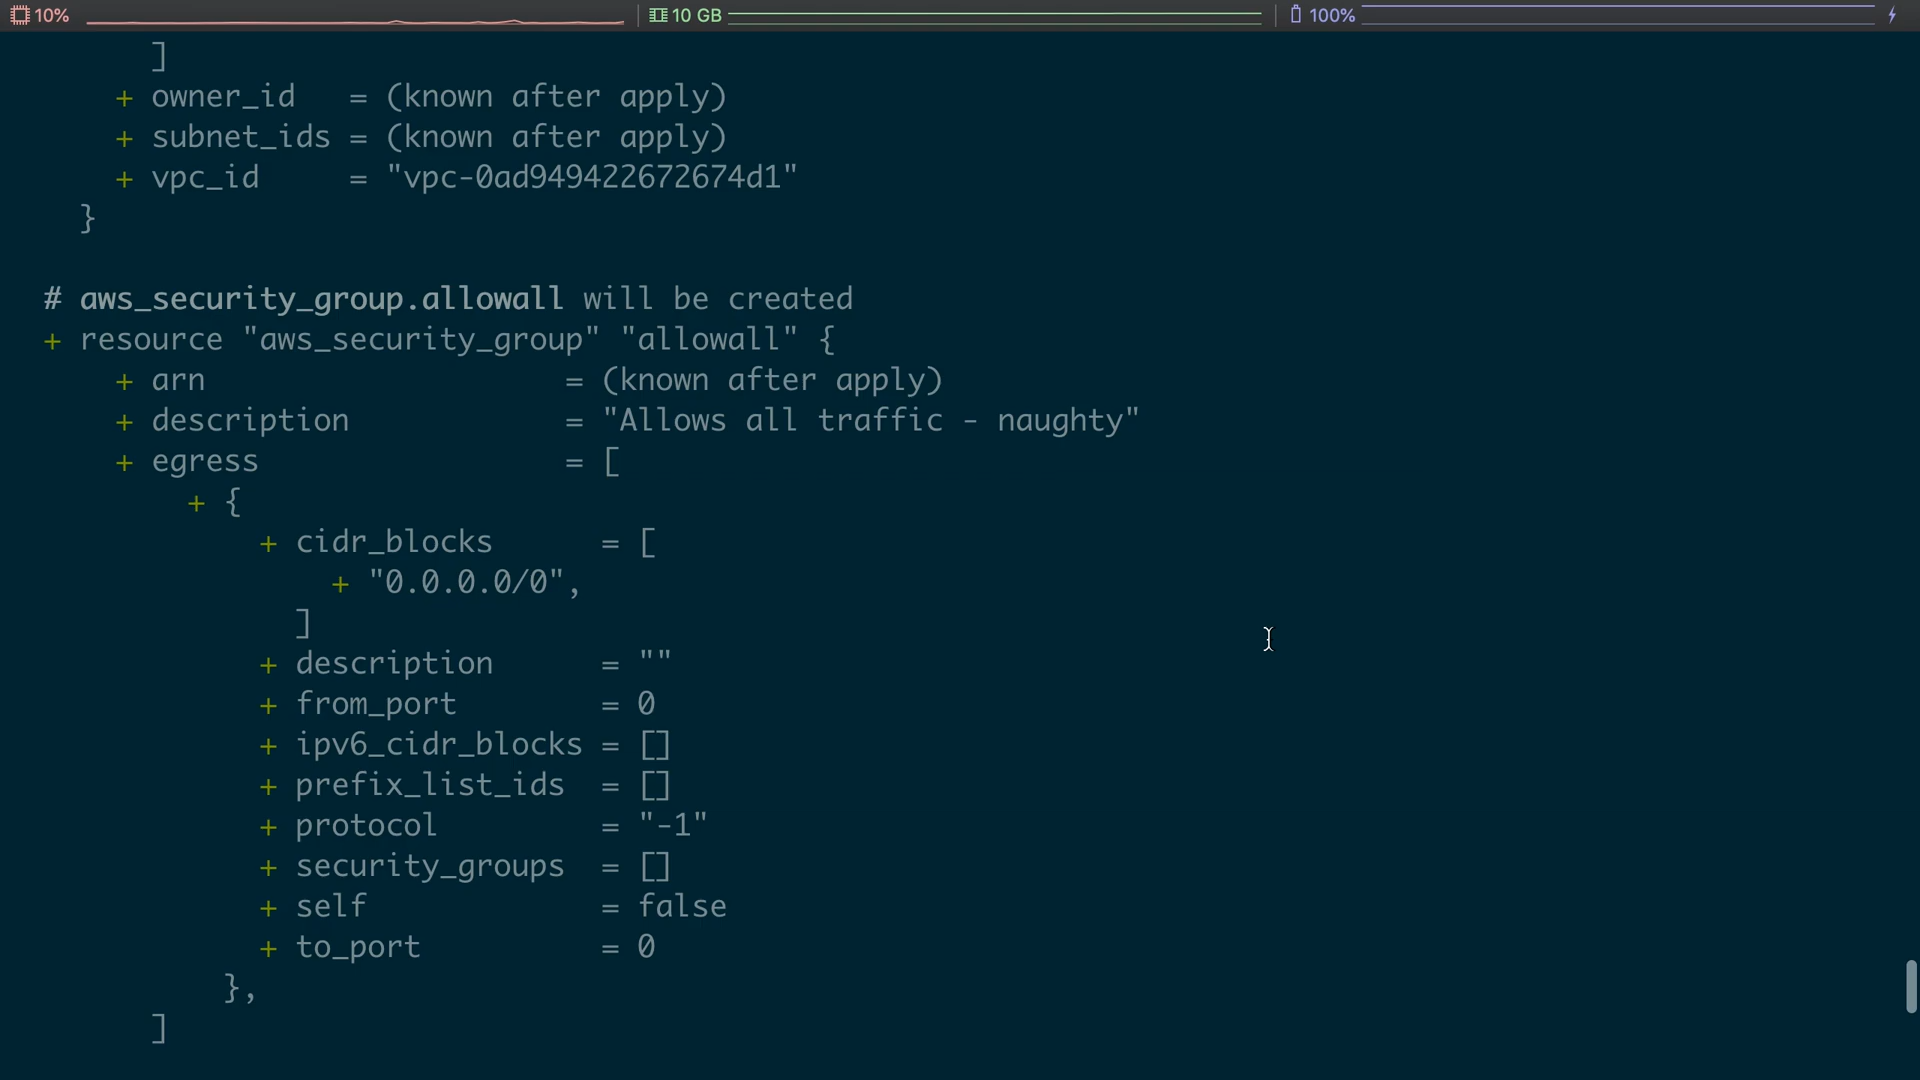 10% 10 GB 100%
]
+ owner_id   = (known after apply)
+ subnet_ids = (known after apply)
+ vpc_id     = "vpc-0ad949422672674d1"
}
# aws_security_group.allowall will be created
+ resource "aws_security_group" "allowall" {
+ arn                    = (known after apply)
+ description            = "Allows all traffic - naughty"
+ egress                 = [
+ {
+ cidr_blocks      = [
+ "0.0.0.0/0",
]
+ description      = ""
+ from_port        = 0
+ ipv6_cidr_blocks = []
+ prefix_list_ids  = []
+ protocol         = "-1"
+ security_groups  = []
+ self             = false
+ to_port          = 0
},
]